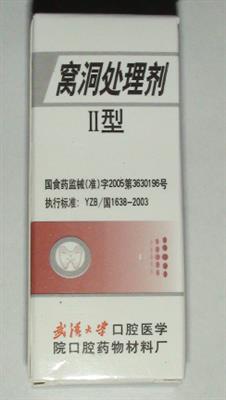 窝洞处理剂
II型
国食药监械(准)字2005第3630196号
执行标准: YZB/国1638-2003
武汉大学口腔医学
院口腔药物材料厂